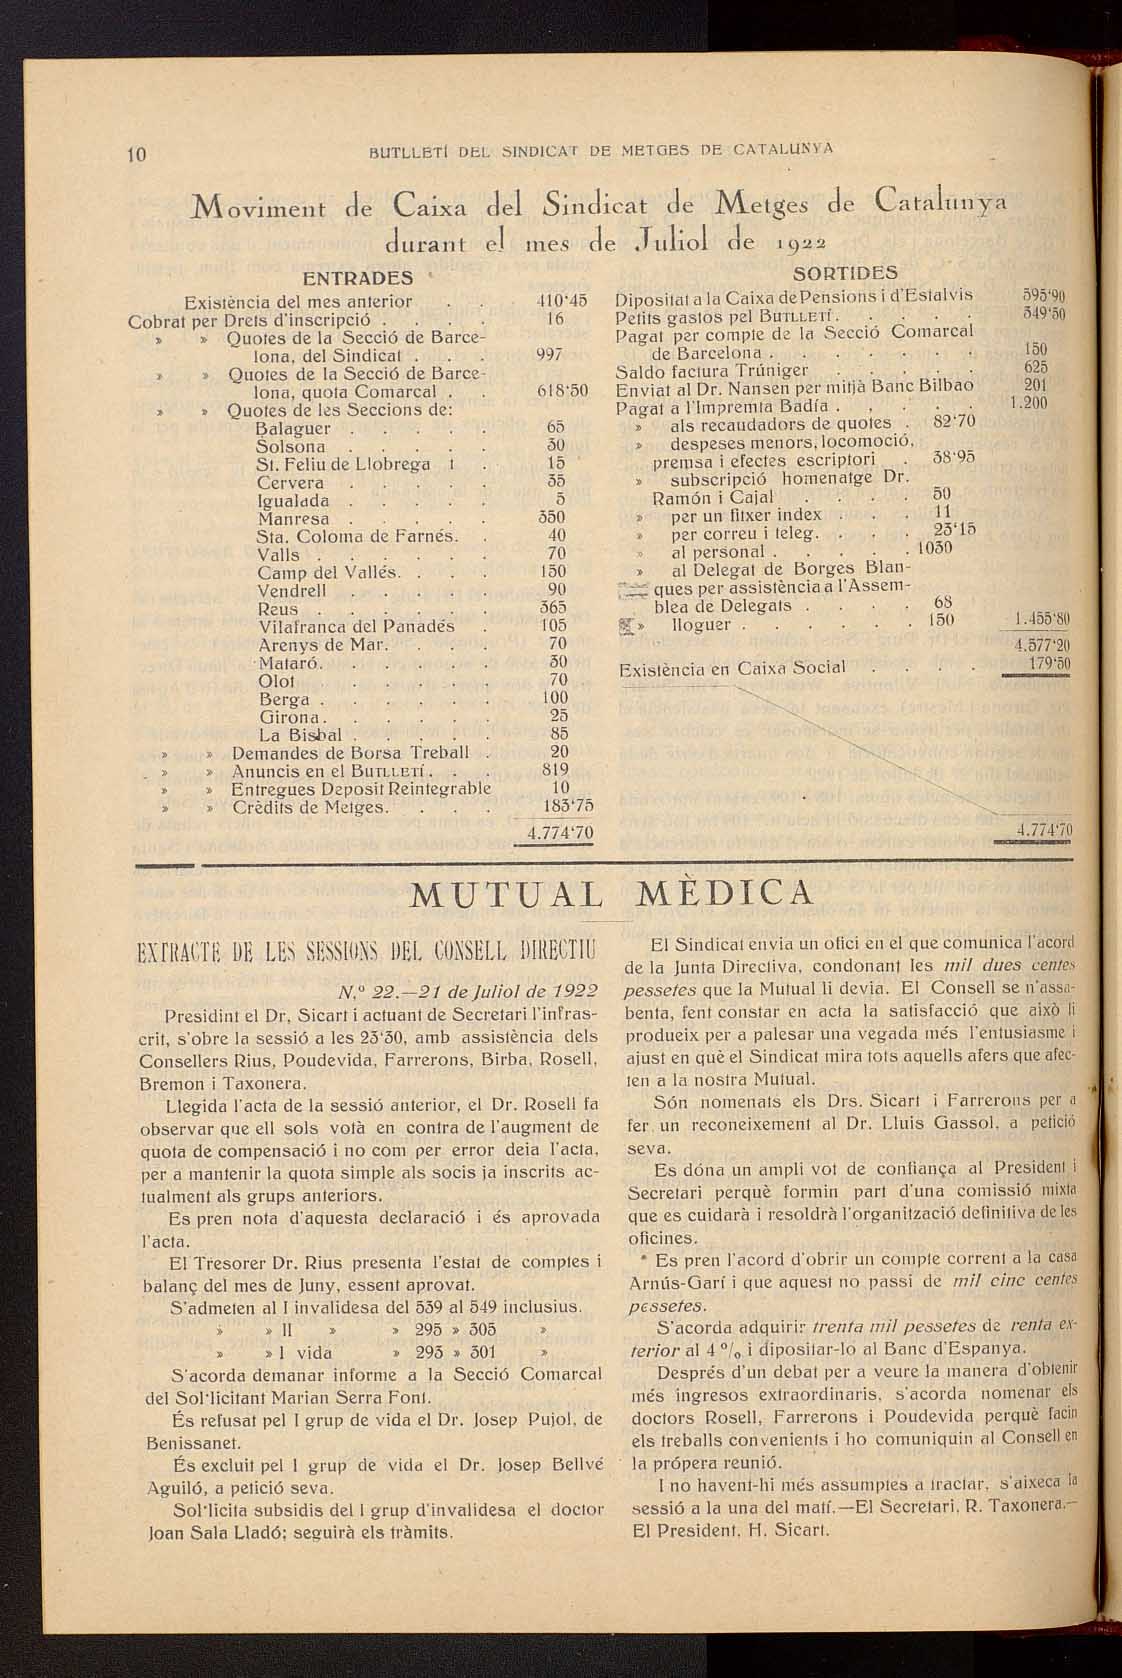 10
BUTLLETÍ DEL SINDICAT DE METGES DE CATALUNYA
Moviment de Caixa del Sindicat de Metges de Catalunya
durant el mes de Juliol de 1922
ENTRADES
Existència del mes anterior . . . 410'45
Cobrat per Drets d'inscripció . . . . 16
» » Quotes de la Secció de Barce-
lona, del Sindicat . . . 997
» » Quotes de la Secció de Barce-
lona, quota Comarcal . . 618'50
» » Quotes de les Seccions de:
Balaguer . . . . . 65
Solsona . . . . . 30
St. Feliu de Llobrega t . 15
Cervera . . . . . 35
Igualada . . . . . 5
Manresa . . . . . 350
Sta. Coloma de Farnés. . 40
Valls . . . . . . 70
Camp del Vallés. . . . 150
Vendrell . . . . . 90
Reus . . . . . . 365
Vilafranca del Panadés . 105
Arenys de Mar. . . . 70
Mataró. . . . . . 30
Olot . . . . . . 70
Berga . . . . . . 100
Girona. . . . . . 25
La Bisbal . . . . . 85
» » Demandes de Borsa Treball . 20
» » Anuncis en el BUTLLETÍ. . . 819
» » Entregues Deposit Reintegrable 10
» » Crèdits de Metges. . . . 183'75
4.774'70
SORTIDES
Dipositat a la Caixa de Pensions i d'Estalvis 595'90
Petits gastos pel BUTLLETÍ. . . . . 349'50
Pagat per compte de la Secció Comarcal
de Barcelona . . . . . . . 150
Saldo factura Trúniger . . . . . 625
Enviat al Dr. Nansen per mitjà Banc Bilbao 201
Pagat a l'Impremta Badía . . . . . 1.200
» als recaudadors de quotes . 82'70
» despeses menors, locomoció,
premsa i efectes escriptori . 38'95
» subscripció homenatge Dr.
Ramón i Cajal . . . . 50
» per un fitxer index . . . 11
» per correu i teleg. . . . 23'15
» al personal . . . . . 1030
» al Delegat de Borges Blan-
ques per assistència a l'Assem-
blea de Delegats . . . . 68
» lloguer . . . . . . 150 1.455'80
4.577'20
Existència en Caixa Social . . . . 179'50
4.774'70
MUTUAL MÈDICA
EXTRACTE DE LES SESSIONS DEL CONSELL DIRECTIU
N.º 22.—21 de Juliol de 1922
Presidint el Dr, Sicart i actuant de Secretari l'infras-
crit, s'obre la sessió a les 23'30, amb assistència dels
Consellers Rius, Poudevida, Farrerons, Birba, Rosell,
Bremon i Taxonera.
Llegida l'acta de la sessió anterior, el Dr. Rosell fa
observar que ell sols votà en contra de l'augment de
quota de compensació i no com per error deia l'acta,
per a mantenir la quota simple als socis ja inscrits ac-
tualment als grups anteriors.
Es pren nota d'aquesta declaració i és aprovada
l'acta.
El Tresorer Dr. Rius presenta l'estat de comptes i
balanç del mes de Juny, essent aprovat.
S'admeten al I invalidesa del 539 al 549 inclusius.
» » II » » 295 » 305 »
» » I vida » 293 » 301 »
S'acorda demanar informe a la Secció Comarcal
del Sol·licitant Marian Serra Font.
És refusat pel I grup de vida el Dr. Josep Pujol, de
Benissanet.
És excluit pel I grup de vida el Dr. Josep Bellvé
Aguiló, a petició seva.
Sol·licita subsidis del I grup d'invalidesa el doctor
Joan Sala Lladó; seguirà els tràmits.
El Sindicat envia un ofici en el que comunica l'acord
de la Junta Directiva, condonant les mil dues centes
pessetes que la Mutual li devia. El Consell se n'assa-
benta, fent constar en acta la satisfacció que això li
produeix per a palesar una vegada més l'entusiasme i
ajust en què el Sindicat mira tots aquells afers que afec-
ten a la nostra Mutual.
Són nomenats els Drs. Sicart i Farrerons per a
fer un reconeixement al Dr. Lluis Gassol, a petició
seva.
Es dóna un ampli vot de confiança al President i
Secretari perquè formin part d'una comissió mixta
que es cuidarà i resoldrà l'organització definitiva de les
oficines.
Es pren l'acord d'obrir un compte corrent a la casa
Arnús-Garí i que aquest no passi de mil cinc centes
pessetes.
S'acorda adquirir trenta mil pessetes de renta ex-
terior al 4 % i dipositar-lo al Banc d'Espanya.
Després d'un debat per a veure la manera d'obtenir
més ingresos extraordinaris, s'acorda nomenar els
doctors Rosell, Farrerons i Poudevida perquè facin
els treballs convenients i ho comuniquin al Consell en
la própera reunió.
I no havent-hi més assumptes a tractar, s'aixeca la
sessió a la una del matí.—El Secretari, R. Taxonera.—
El President, H. Sicart.